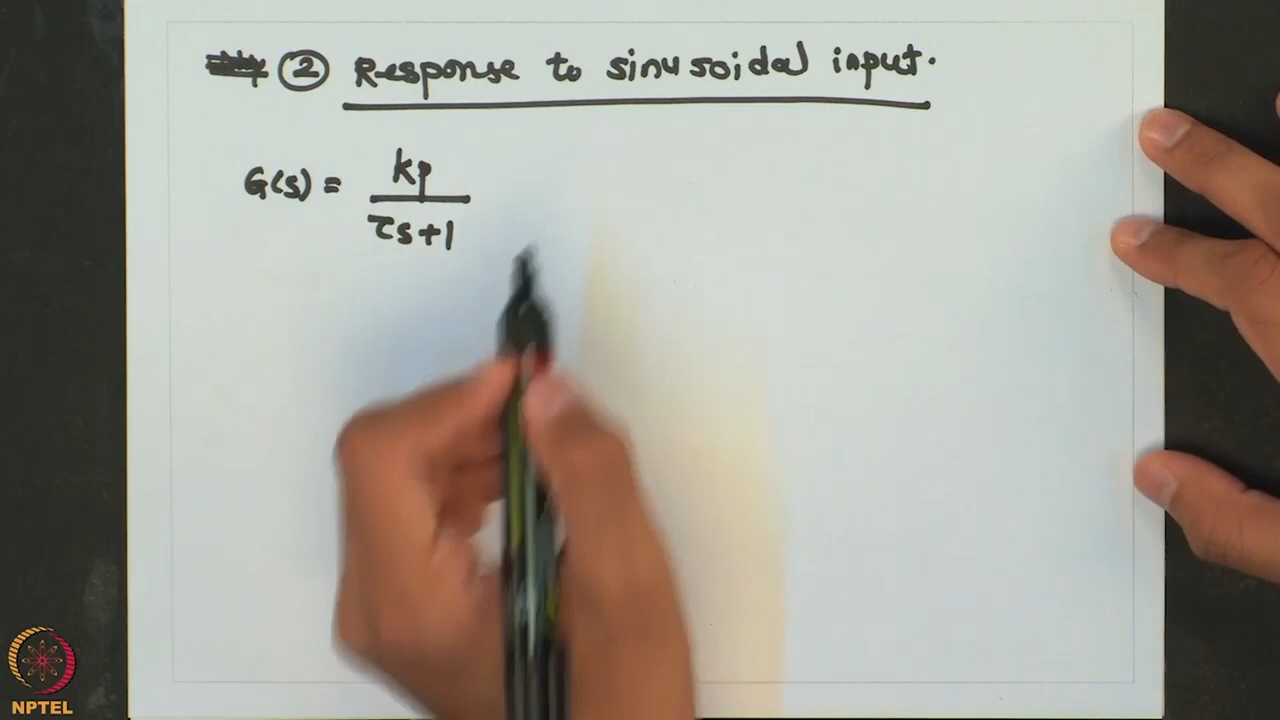 ② Response to sinusoidal input.
G(s) = kp / τs+1
NPTEL